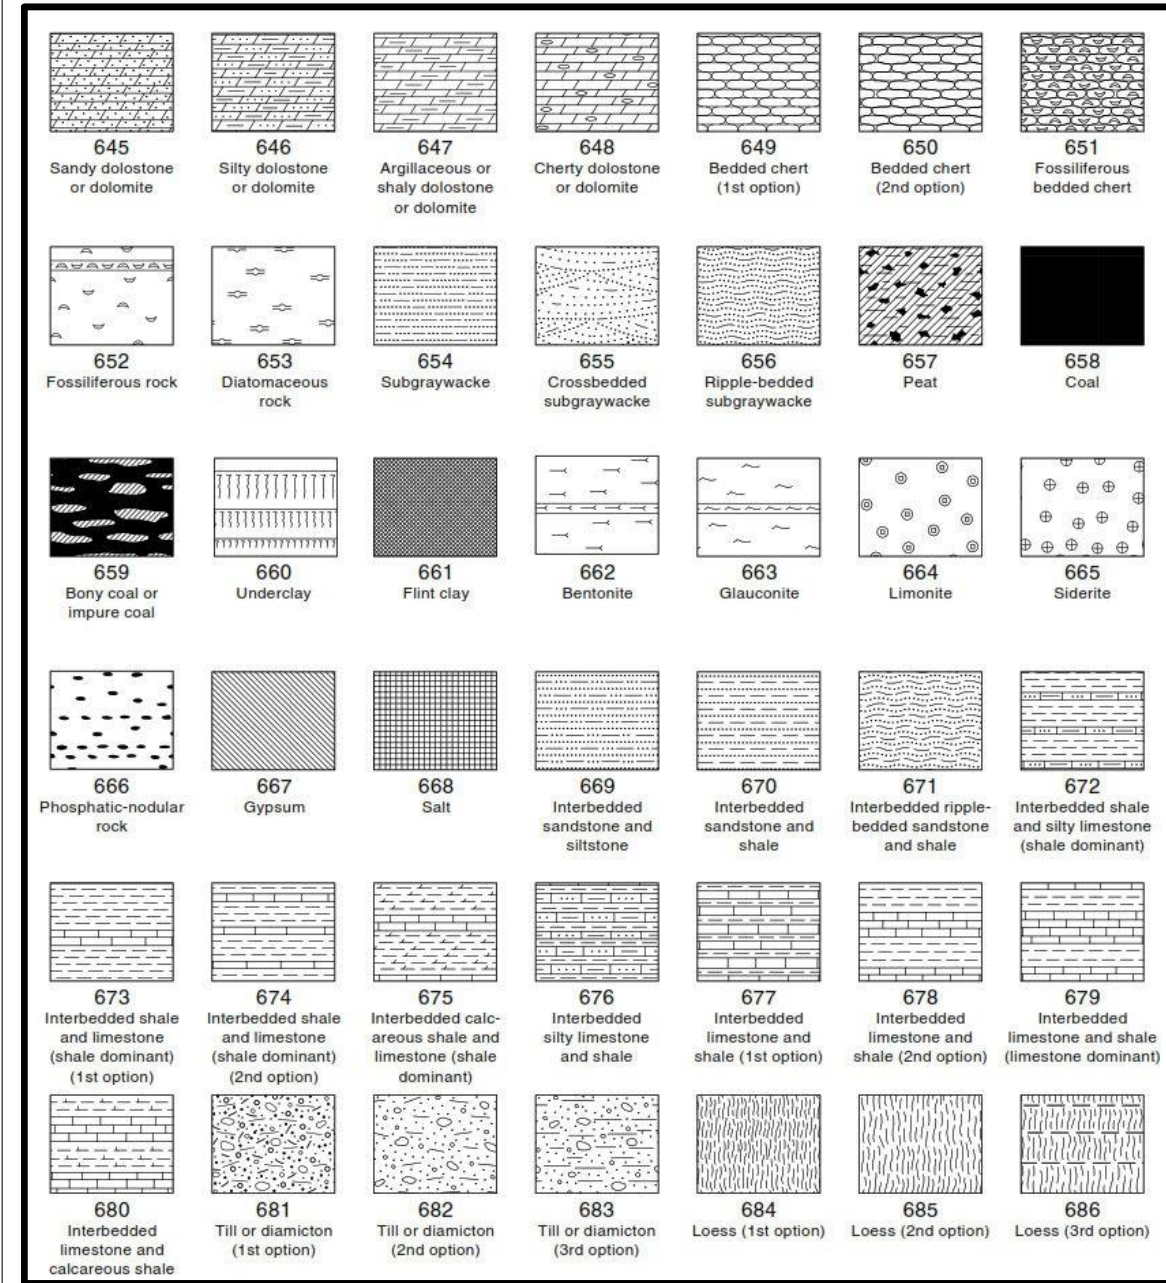 645
Sandy dolostone
or dolomite
646
Silty dolostone
or dolomite
647
Argillaceous or
shaly dolostone
or dolomite
648
Cherty dolostone
or dolomite
649
Bedded chert
(1st option)
650
Bedded chert
(2nd option)
651
Fossiliferous
bedded chert
652
Fossiliferous rock
653
Diatomaceous
rock
654
Subgraywacke
655
Crossbedded
subgraywacke
656
Ripple-bedded
subgraywacke
657
Peat
658
Coal
659
Bony coal or
impure coal
660
Underclay
661
Flint clay
662
Bentonite
663
Glauconite
664
Limonite
665
Siderite
666
Phosphatic-nodular
rock
667
Gypsum
668
Salt
669
Interbedded
sandstone and
siltstone
670
Interbedded
sandstone and
shale
671
Interbedded ripple-
bedded sandstone
and shale
672
Interbedded shale
and silty limestone
(shale dominant)
673
Interbedded shale
and limestone
(shale dominant)
(1st option)
674
Interbedded shale
and limestone
(shale dominant)
(2nd option)
675
Interbedded calc-
areous shale and
limestone (shale
dominant)
676
Interbedded
silty limestone
and shale
677
Interbedded
limestone and
shale (1st option)
678
Interbedded
limestone and
shale (2nd option)
679
Interbedded
limestone and shale
(limestone dominant)
680
Interbedded
limestone and
calcareous shale
681
Till or diamicton
(1st option)
682
Till or diamicton
(2nd option)
683
Till or diamicton
(3rd option)
684
Loess (1st option)
685
Loess (2nd option)
686
Loess (3rd option)